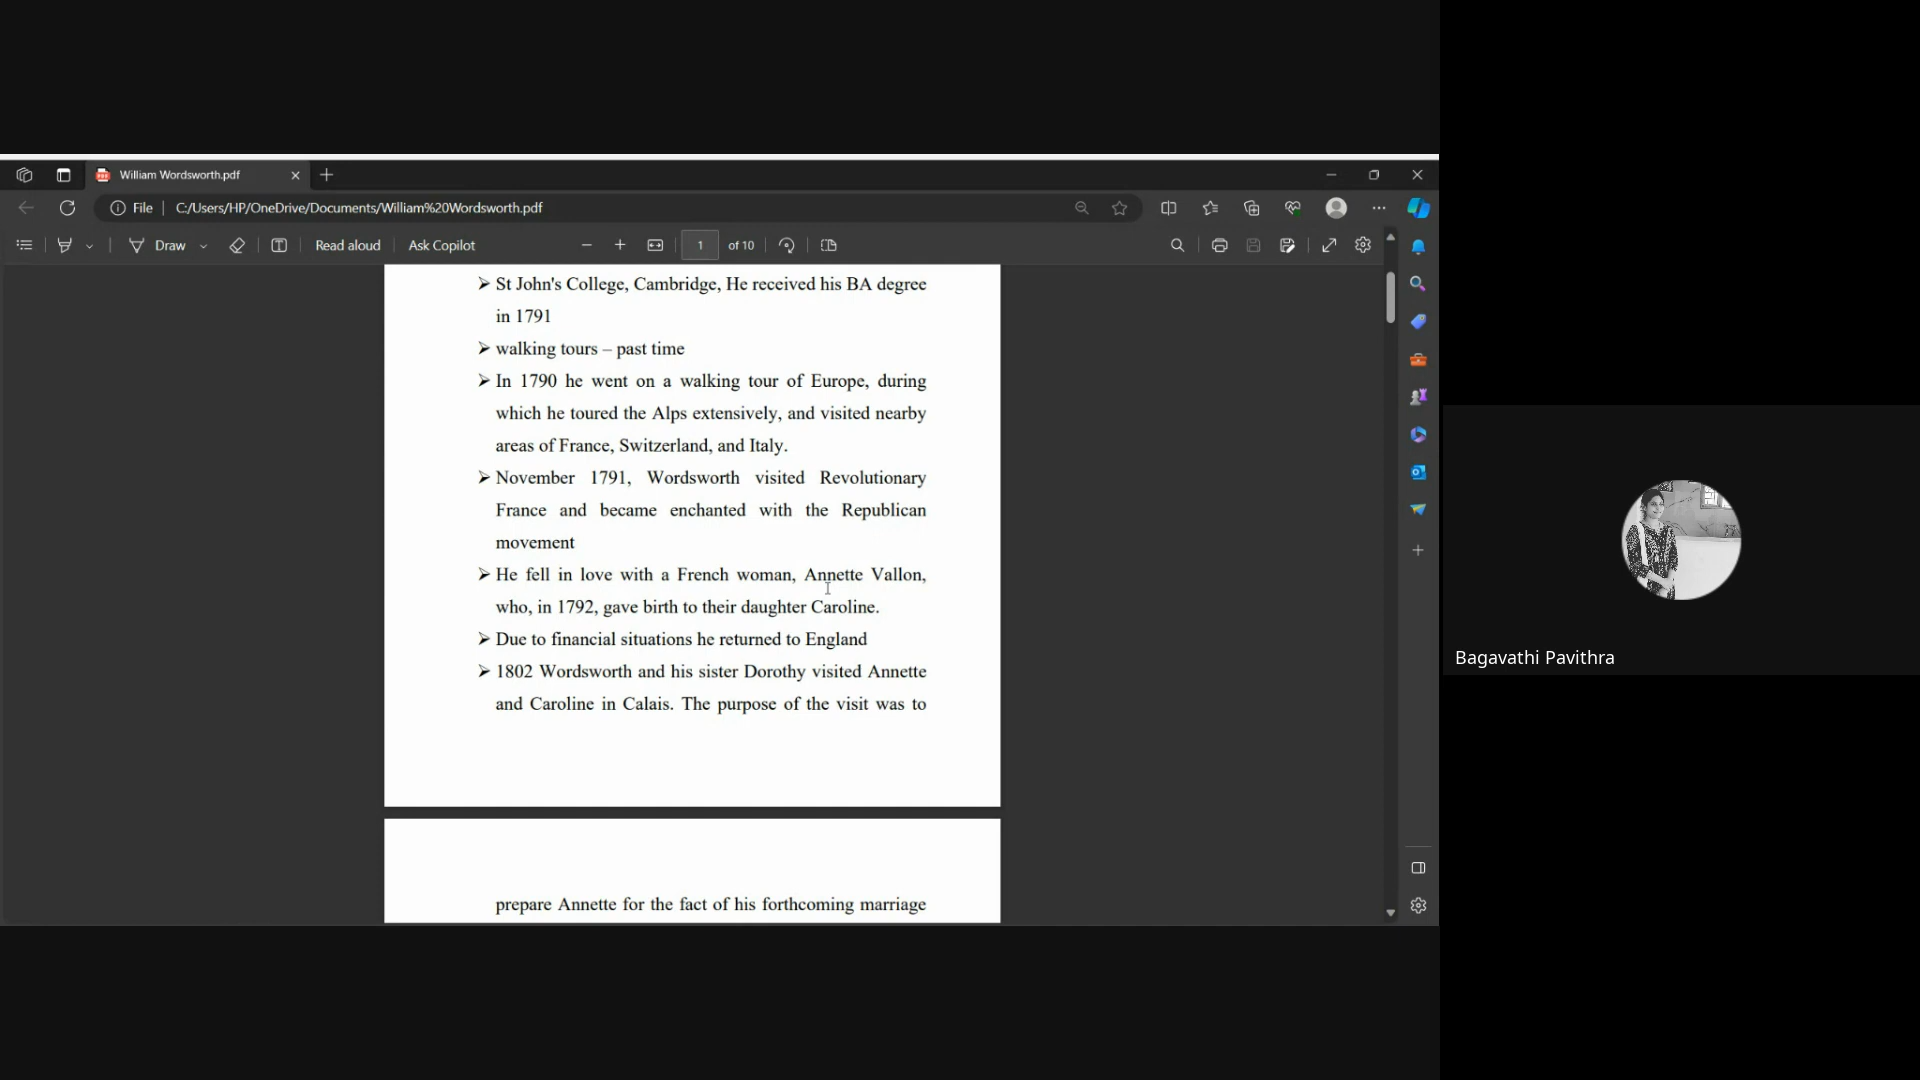 William Wordsworth.pdf
File
C:/Users/HP/OneDrive/Documents/William%20Wordsworth.pdf
Draw
Read aloud
Ask Copilot
1
of 10
➢ St John's College, Cambridge, He received his BA degree
in 1791
➢ walking tours – past time
➢ In 1790 he went on a walking tour of Europe, during
which he toured the Alps extensively, and visited nearby
areas of France, Switzerland, and Italy.
➢ November 1791, Wordsworth visited Revolutionary
France and became enchanted with the Republican
movement
➢ He fell in love with a French woman, Annette Vallon,
who, in 1792, gave birth to their daughter Caroline.
➢ Due to financial situations he returned to England
➢ 1802 Wordsworth and his sister Dorothy visited Annette
and Caroline in Calais. The purpose of the visit was to
prepare Annette for the fact of his forthcoming marriage
Bagavathi Pavithra